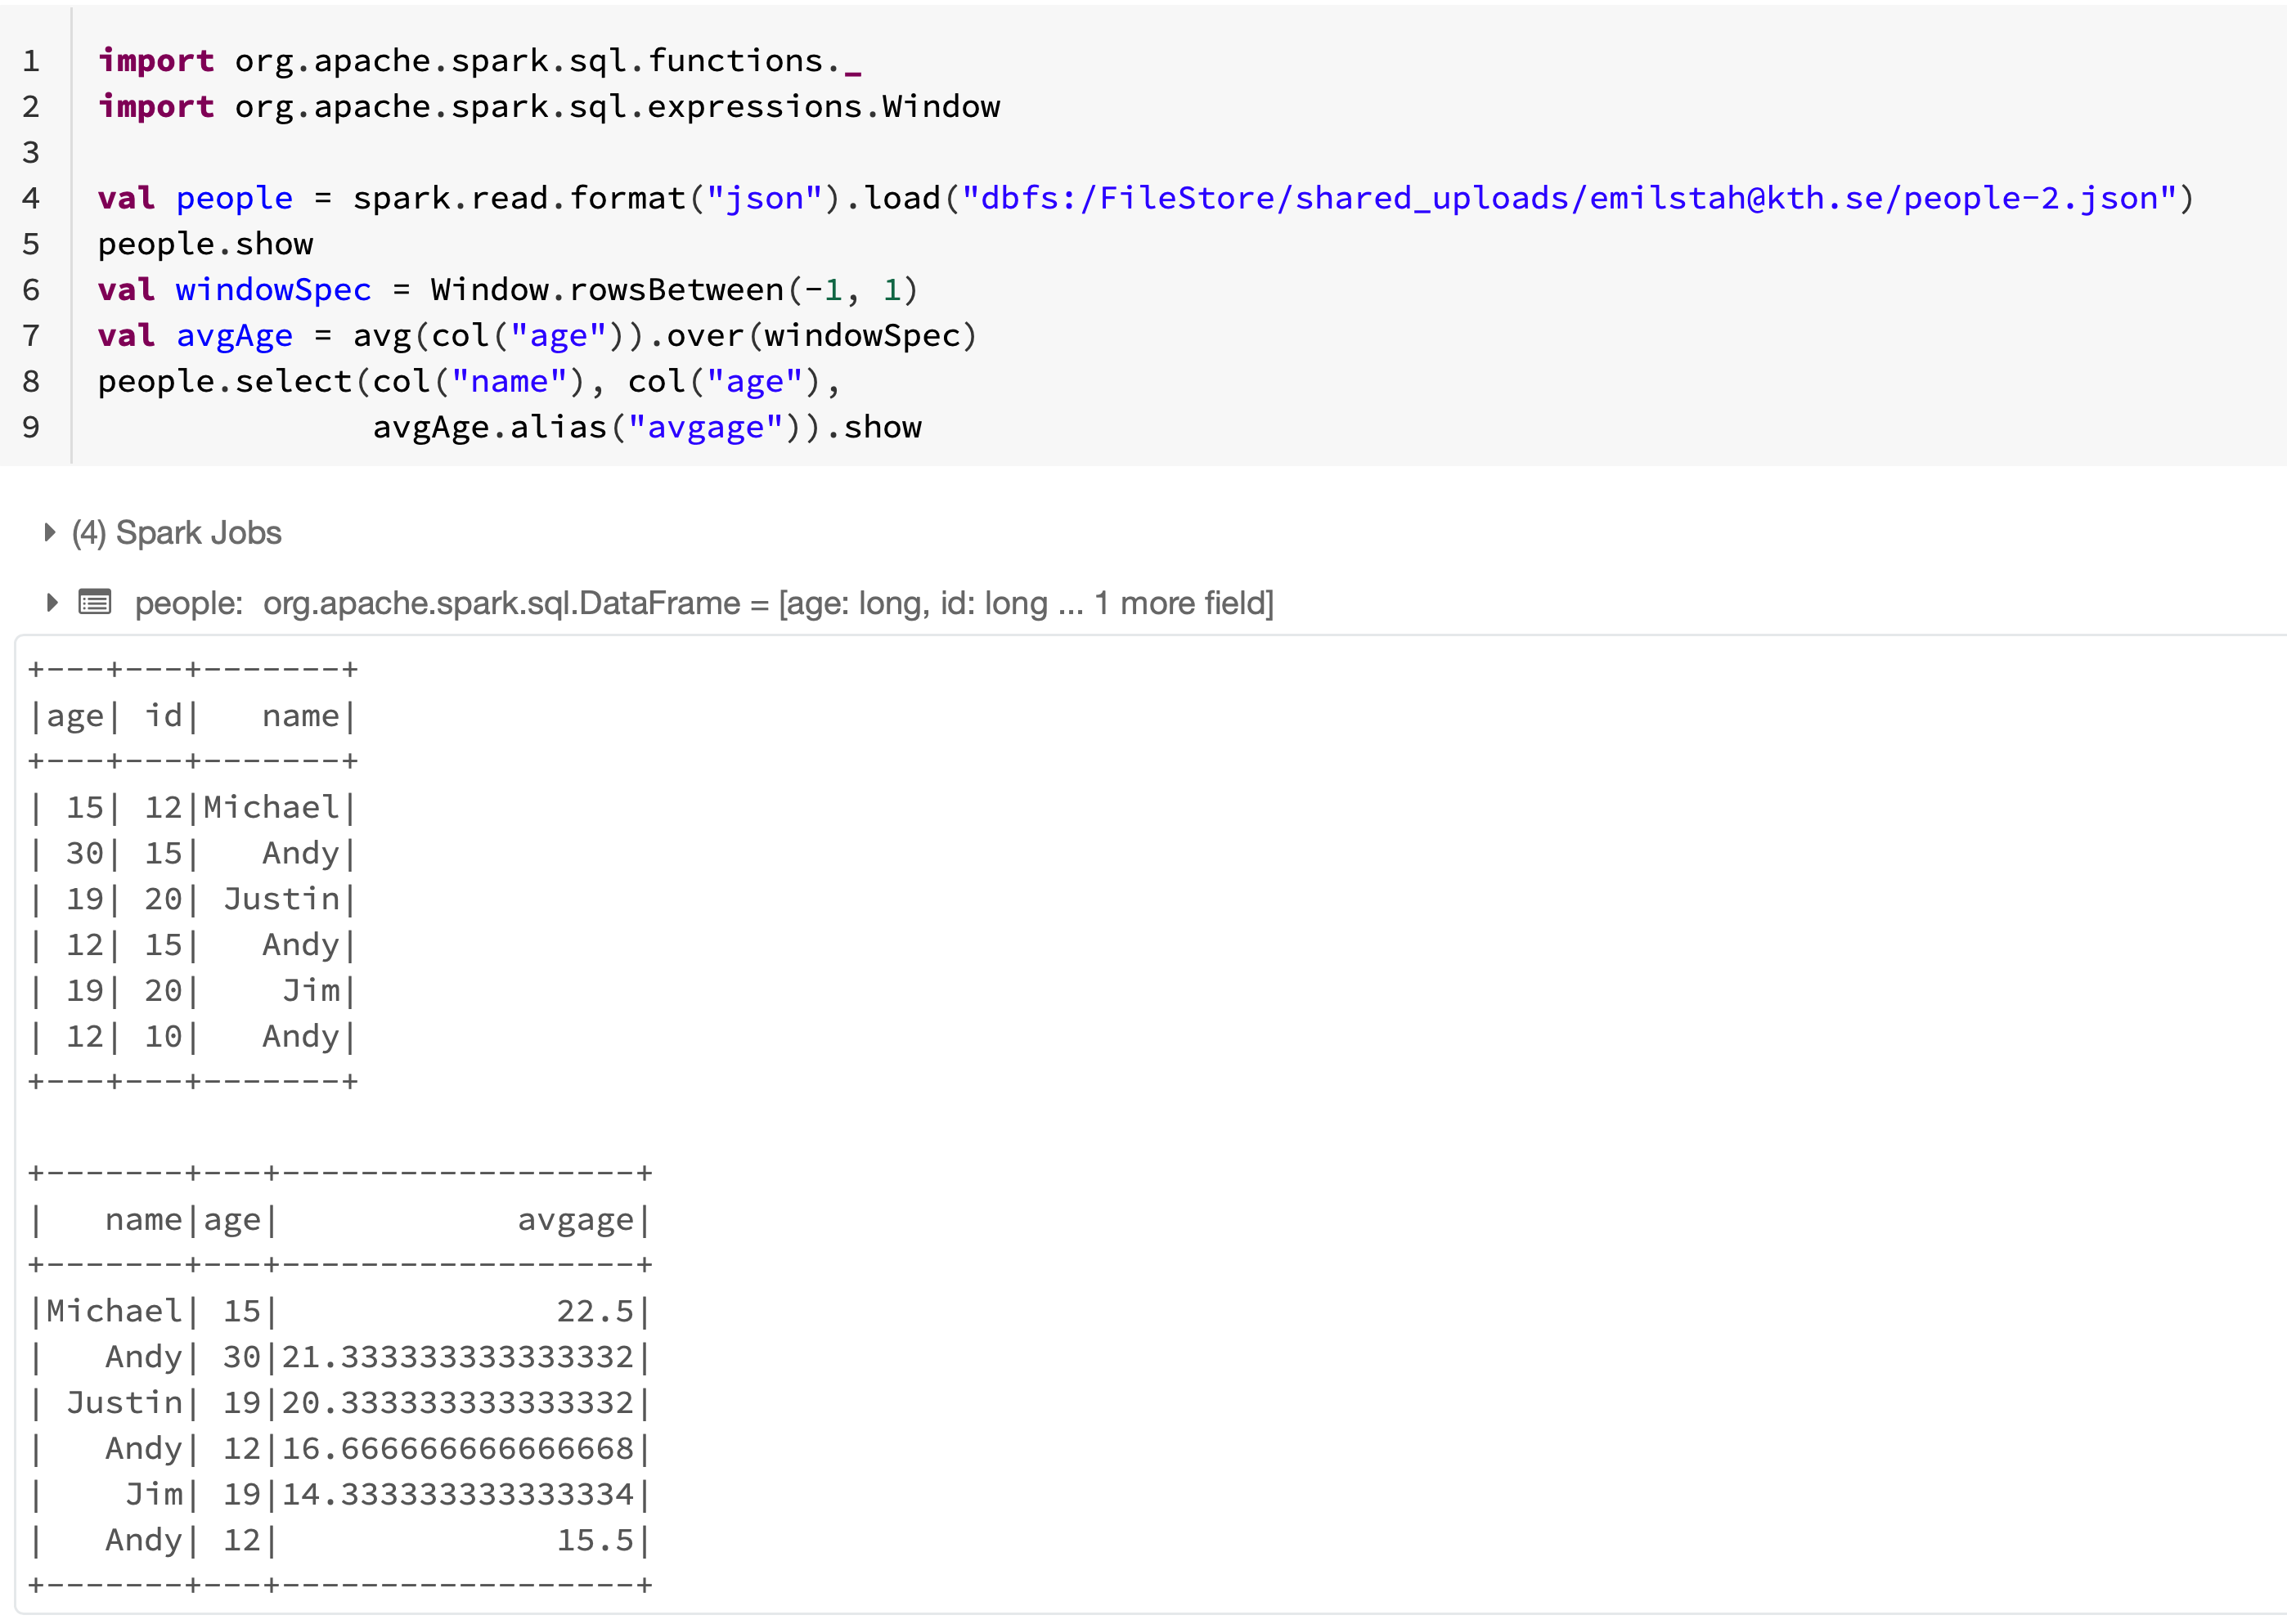 1 import org.apache.spark.sql.functions._
2 import org.apache.spark.sql.expressions.Window
3
4 val people = spark.read.format("json").load("dbfs:/FileStore/shared_uploads/emilstah@kth.se/people-2.json")
5 people.show
6 val windowSpec = Window.rowsBetween(-1, 1)
7 val avgAge = avg(col("age")).over(windowSpec)
8 people.select(col("name"), col("age"),
9               avgAge.alias("avgage")).show
(4) Spark Jobs
people: org.apache.spark.sql.DataFrame = [age: long, id: long ... 1 more field]
+---+---+-------+
|age| id|   name|
+---+---+-------+
| 15| 12|Michael|
| 30| 15|   Andy|
| 19| 20| Justin|
| 12| 15|   Andy|
| 19| 20|    Jim|
| 12| 10|   Andy|
+---+---+-------+
+-------+---+------------------+
|   name|age|            avgage|
+-------+---+------------------+
|Michael| 15|              22.5|
|   Andy| 30|21.333333333333332|
| Justin| 19|20.333333333333332|
|   Andy| 12|16.666666666666668|
|    Jim| 19|14.333333333333334|
|   Andy| 12|              15.5|
+-------+---+------------------+